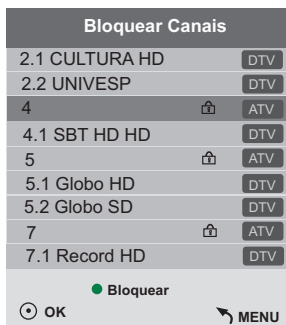 Bloquear Canais
2.1 CULTURA HD DTV
2.2 UNIVESP DTV
4 ATV
4.1 SBT HD HD DTV
5 ATV
5.1 Globo HD DTV
5.2 Globo SD DTV
7 ATV
7.1 Record HD DTV
Bloquear
OK MENU